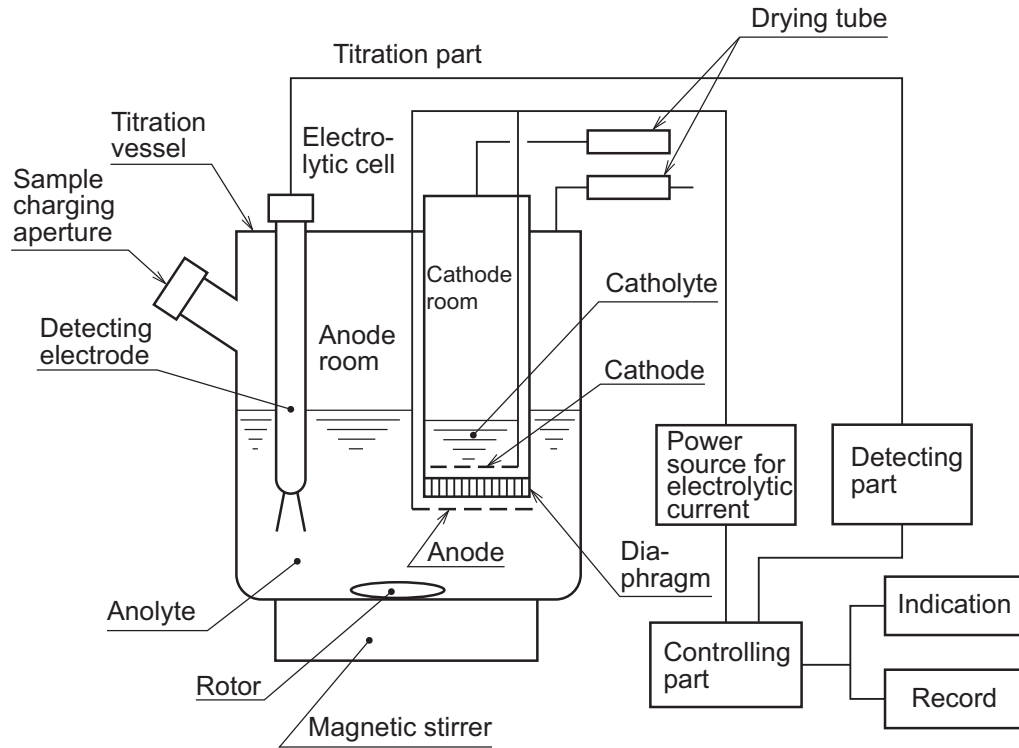 Drying tube
Titration part
Titration
vessel
Electro-
lytic cell
Sample
charging
aperture
Cathode
room
Catholyte
Detecting
electrode
Anode
room
Cathode
Power
source for
electrolytic
current
Detecting
part
Anode
Dia-
phragm
Anolyte
Indication
Controlling
part
Rotor
Record
Magnetic stirrer